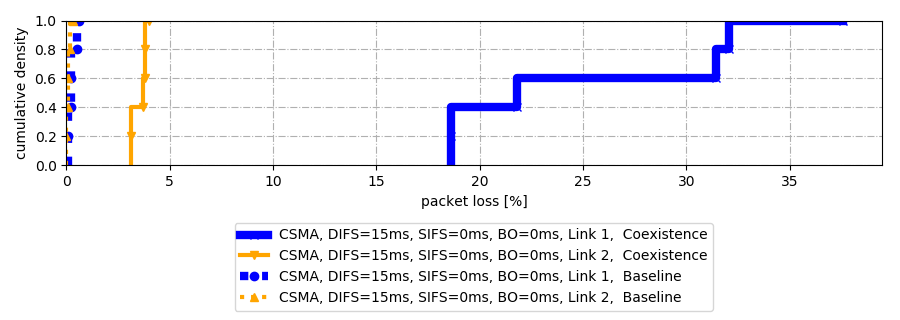 1.0
0.8
0.6
0.4
0.2
0.0
cumulative density
0 5 10 15 20 25 30 35
packet loss [%]
CSMA, DIFS=15ms, SIFS=0ms, BO=0ms, Link 1,  Coexistence
CSMA, DIFS=15ms, SIFS=0ms, BO=0ms, Link 2,  Coexistence
CSMA, DIFS=15ms, SIFS=0ms, BO=0ms, Link 1,  Baseline
CSMA, DIFS=15ms, SIFS=0ms, BO=0ms, Link 2,  Baseline